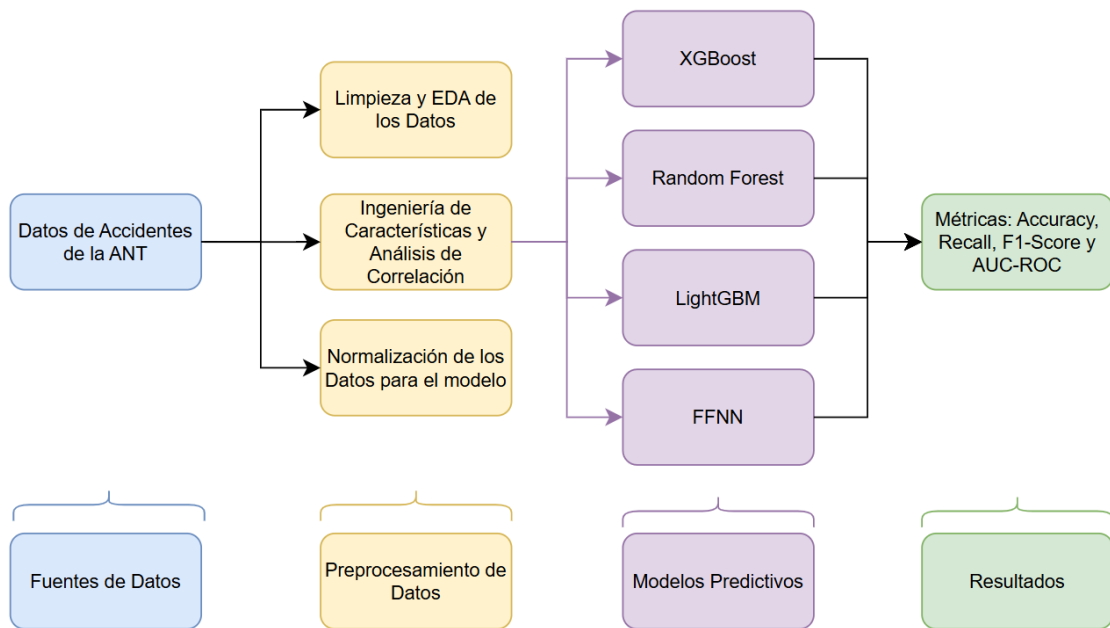 Datos de Accidentes
de la ANT
Limpieza y EDA de
los Datos
Ingeniería de
Características y
Análisis de
Correlación
Normalización de los
Datos para el modelo
XGBoost
Random Forest
LightGBM
FFNN
Métricas: Accuracy,
Recall, F1-Score y
AUC-ROC
Fuentes de Datos
Preprocesamiento de
Datos
Modelos Predictivos
Resultados